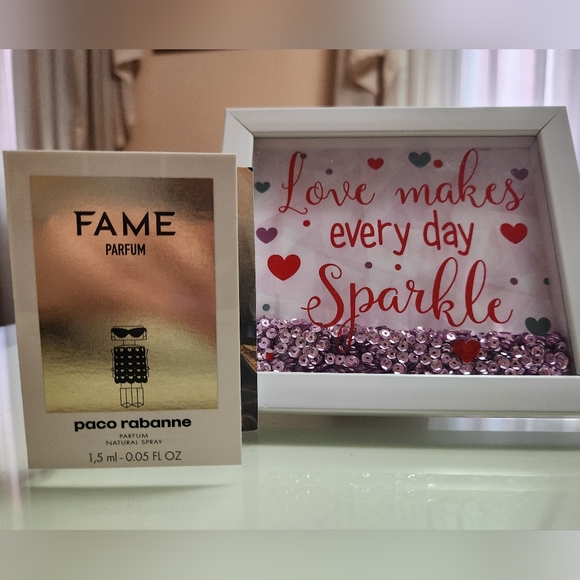 FAME
PARFUM
paco rabanne
PARFUM
NATURAL SPRAY
1,5 ml - 0.05 FL OZ
Love makes
every day
Sparkle